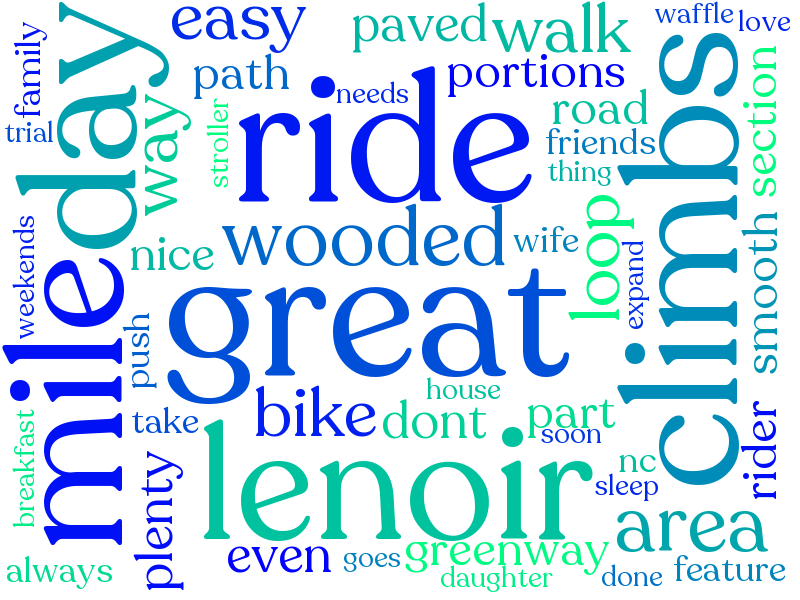 easy
paved
walk
waffle
love
family
day
path
needs
portions
trial
way
stroller
ride
road
friends
thing
climbs
section
weekends
nice
wooded
wife
loop
expand
smooth
mile
push
great
house
breakfast
take
bike
dont
part
soon
rider
plenty
lenoir
nc
sleep
area
always
even
goes
greenway
daughter
done
feature